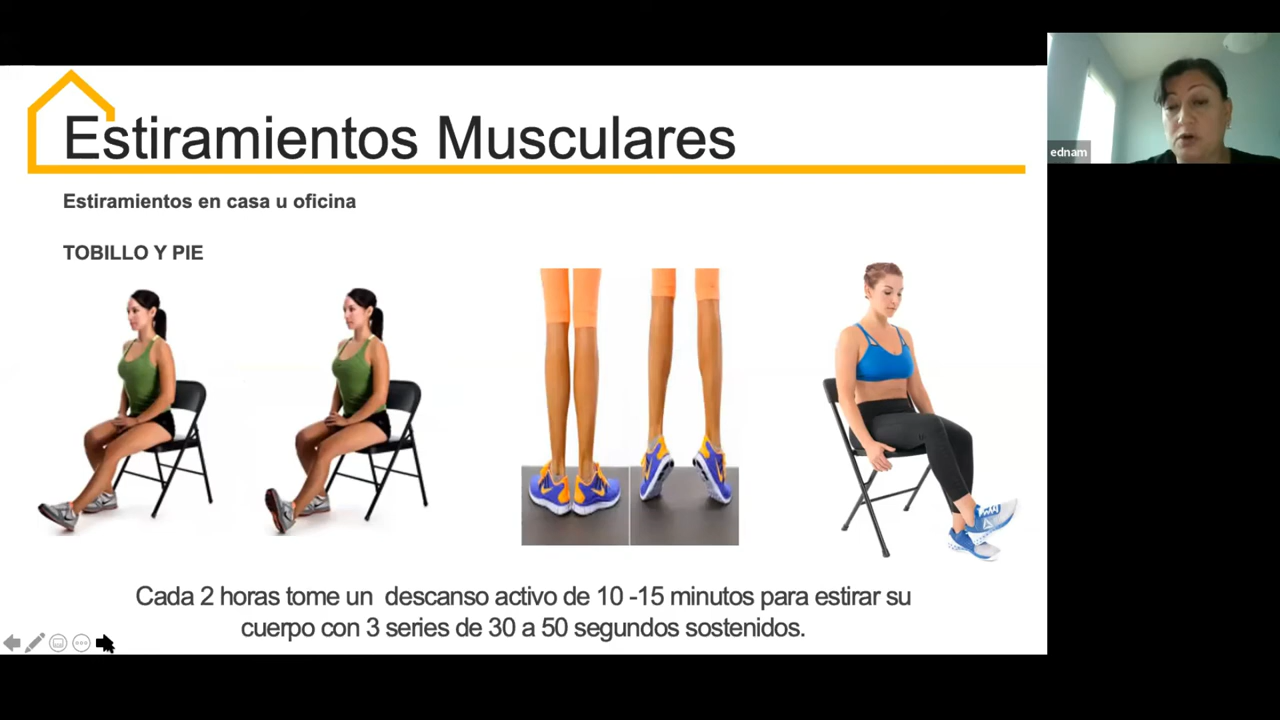 Estiramientos Musculares
ednam
Estiramientos en casa u oficina
TOBILLO Y PIE
Cada 2 horas tome un descanso activo de 10 -15 minutos para estirar su
cuerpo con 3 series de 30 a 50 segundos sostenidos.